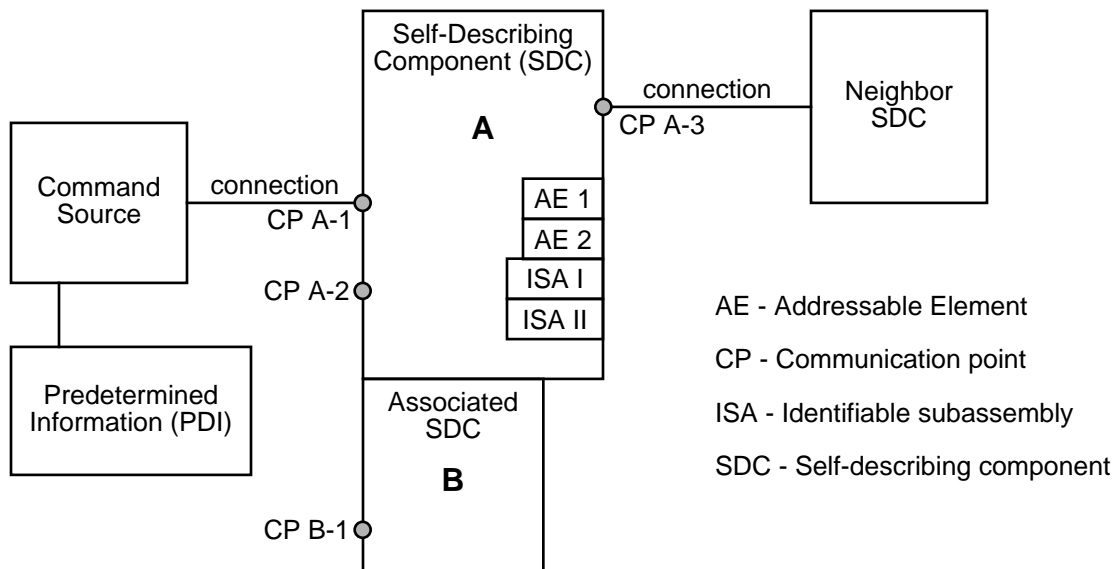 Self-Describing
Component (SDC)
A
connection
CP A-3
Neighbor
SDC
Command
Source
connection
CP A-1
AE 1
AE 2
ISA I
ISA II
CP A-2
Predetermined
Information (PDI)
Associated
SDC
B
CP B-1
AE - Addressable Element
CP - Communication point
ISA - Identifiable subassembly
SDC - Self-describing component